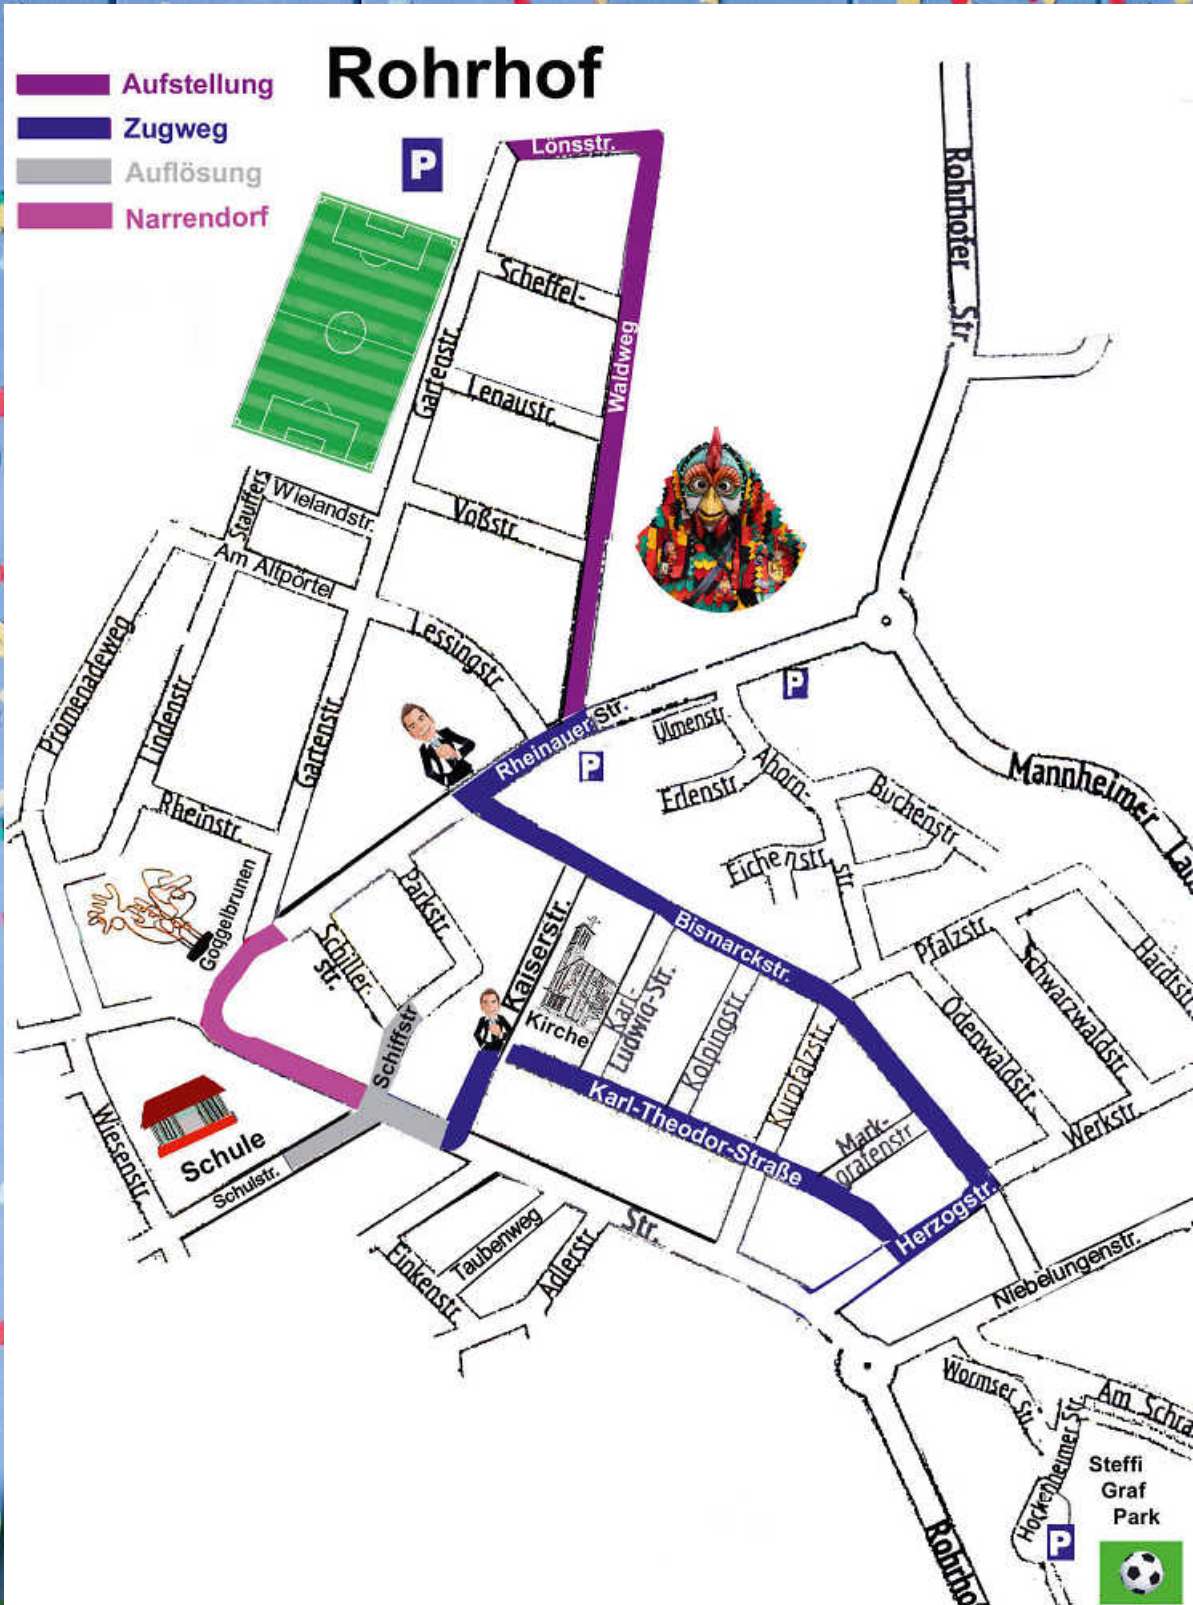 Rohrhof
Aufstellung
Zugweg
Auflösung
Narrendorf
P
Lönsstr.
Rohrhofer Str
Scheffel-
Waldweg
Gartenstr.
Lenaustr.
Staufferstr
Wielandstr.
Voßstr.
Am Altpörtel
Lessingstr
Promenadeweg
Lindenstr.
Gartenstr.
Rheinauer Str.
P
P
Ulmenstr.
Erlenstr.
Ahorn-
str.
Buchenstr
Eichenstr.
Mannheimer
Rheinstr.
Goggelbrunen
Parkstr.
Schiller-
str.
Kaiserstr.
Kirche
Karl-
Ludwig-Str.
Bismarckstr.
Kolpingstr.
Kurpfalzstr.
Pfalzstr.
Odenwaldstr.
Schwarzwaldstr.
Hardtstr
Werkstr.
Schiffstr
Karl-Theodor-Straße
Mark-
grafenstr
Herzogstr.
Wiesenstr.
Schule
Schulstr.
Str.
Taubenweg
Finkenstr.
Adlerstr.
Niebelungenstr.
Wormser Str.
Am Schra
Hockenheimer Str.
Steffi
Graf
Park
P
Rohrho